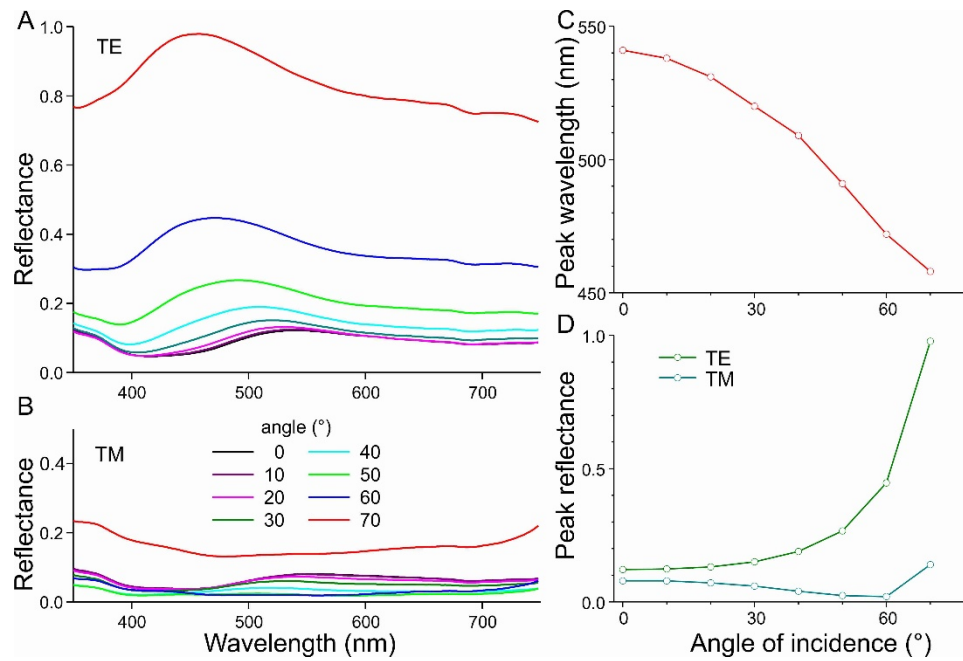 A
TE
1.0
0.8
0.6
0.4
0.2
0.0
Reflectance
400 500 600 700
B
TM
0.4
0.2
0.0
Reflectance
angle (°)
0 40
10 50
20 60
30 70
400 500 600 700
Wavelength (nm)
C
550
500
450
Peak wavelength (nm)
0 30 60
D
1.0
0.5
0.0
Peak reflectance
TE
TM
0 30 60
Angle of incidence (°)